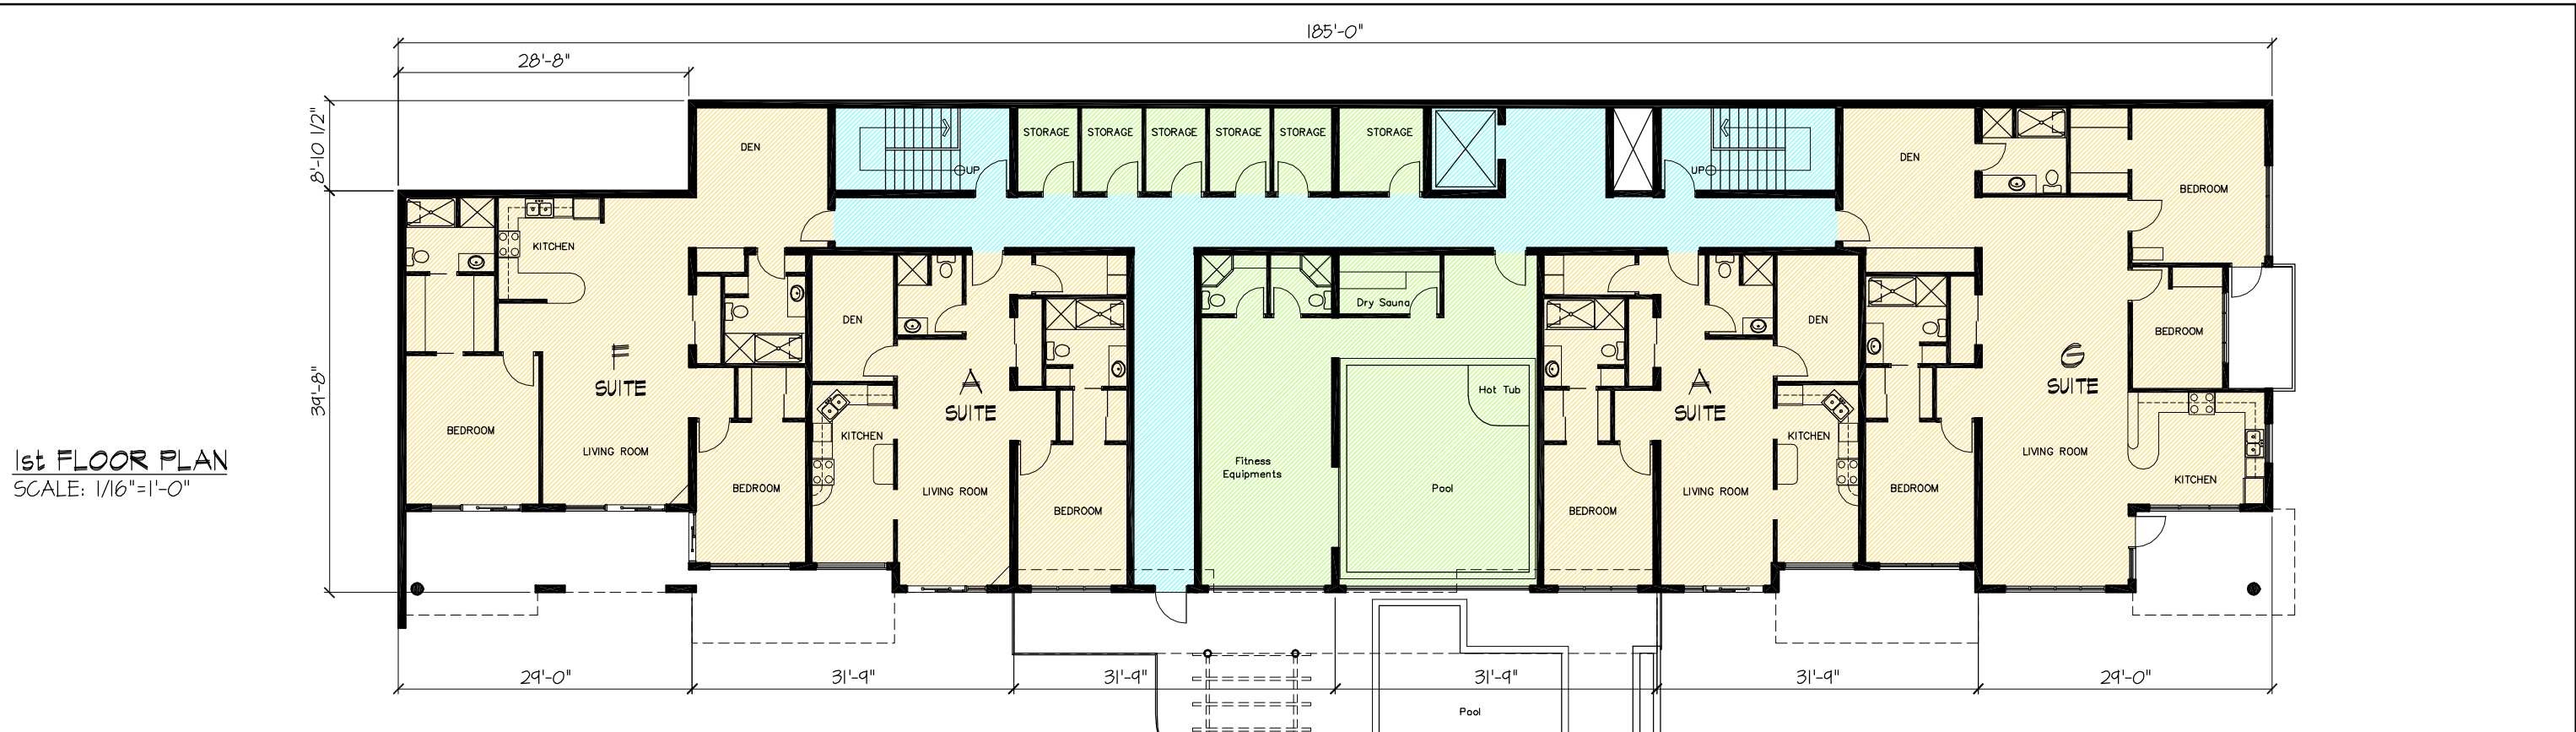 185'-0"
28'-8"
8'-10 1/2"
39'-8"
1st FLOOR PLAN
SCALE: 1/16"=1'-0"
DEN
UP
STORAGE
STORAGE
STORAGE
STORAGE
STORAGE
STORAGE
UP
DEN
BEDROOM
KITCHEN
SUITE
BEDROOM
LIVING ROOM
BEDROOM
DEN
KITCHEN
A
SUITE
LIVING ROOM
BEDROOM
Dry Sauna
Hot Tub
Fitness
Equipments
Pool
BEDROOM
A
SUITE
LIVING ROOM
DEN
KITCHEN
BEDROOM
G
SUITE
LIVING ROOM
BEDROOM
KITCHEN
29'-0"
31'-9"
31'-9"
31'-9"
31'-9"
29'-0"
Pool